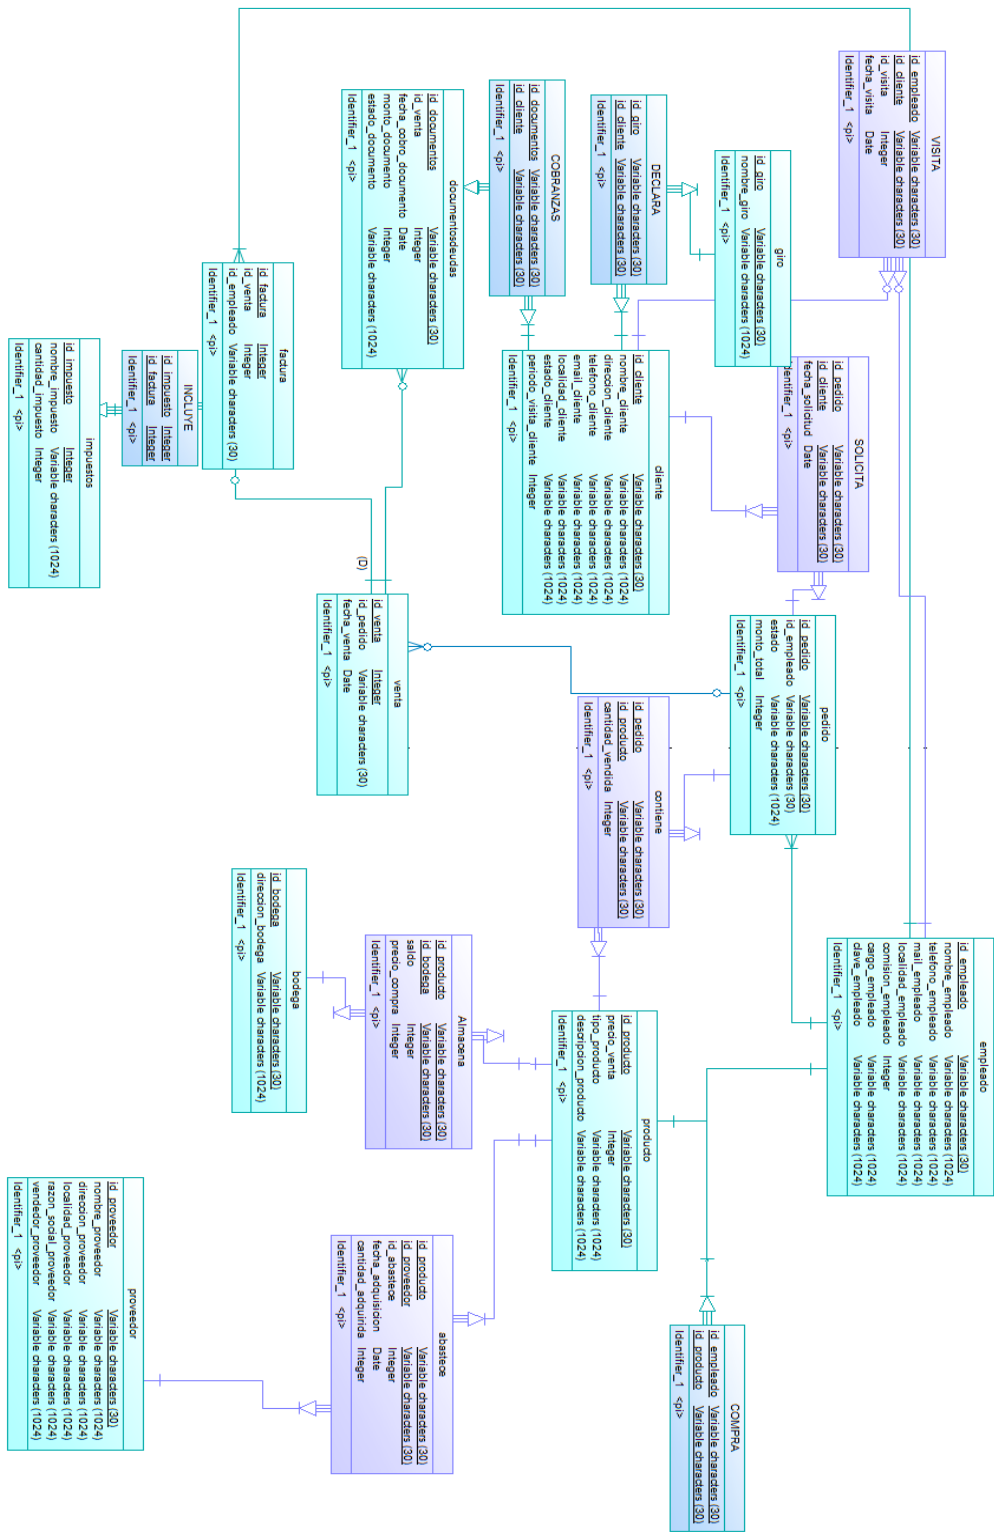 empleado
id_empleado Variable characters (30)
nombre_empleado Variable characters (1024)
telefono_empleado Variable characters (1024)
mail_empleado Variable characters (1024)
localidad_empleado Variable characters (1024)
comision_empleado Integer
cargo_empleado Variable characters (1024)
clave_empleado Variable characters (1024)
Identifier_1 <pi>
VISITA
id_empleado Variable characters (30)
id_cliente Variable characters (30)
id_visita Integer
fecha_visita Date
Identifier_1 <pi>
SOLICITA
id_pedido Variable characters (30)
id_cliente Variable characters (30)
fecha_solicitud Date
dentifier_1 <pi>
pedido
id_pedido Variable characters (30)
id_empleado Variable characters (30)
estado Variable characters (1024)
monto_total Integer
Identifier_1 <pi>
giro
id_giro Variable characters (30)
nombre_giro Variable characters (1024)
Identifier_1 <pi>
COMPRA
id_empleado Variable characters (30)
id_producto Variable characters (30)
Identifier_1 <pi>
DECLARA
id_giro Variable characters (30)
id_cliente Variable characters (30)
Identifier_1 <pi>
cliente
id_cliente Variable characters (30)
nombre_cliente Variable characters (1024)
direccion_cliente Variable characters (1024)
telefono_cliente Variable characters (1024)
email_cliente Variable characters (1024)
localidad_cliente Variable characters (1024)
estado_cliente Variable characters (1024)
periodo_visita_cliente Integer
Identifier_1 <pi>
contiene
id_pedido Variable characters (30)
id_producto Variable characters (30)
cantidad_vendida Integer
Identifier_1 <pi>
producto
id_producto Variable characters (30)
precio_venta Integer
tipo_producto Variable characters (1024)
descripcion_producto Variable characters (1024)
Identifier_1 <pi>
COBRANZAS
id_documentos Variable characters (30)
id_cliente Variable characters (30)
Identifier_1 <pi>
documentosdeudas
id_documentos Variable characters (30)
id_venta Integer
fecha_cobro_documento Date
monto_documento Integer
estado_documento Variable characters (1024)
Identifier_1 <pi>
Almacena
id_producto Variable characters (30)
id_bodega Variable characters (30)
saldo Integer
precio_compra Integer
Identifier_1 <pi>
abastece
id_producto Variable characters (30)
id_proveedor Variable characters (30)
id_abastece Integer
fecha_adquisicion Date
cantidad_adquirida Integer
Identifier_1 <pi>
venta
id_venta Integer
id_pedido Variable characters (30)
fecha_venta Date
Identifier_1 <pi>
(D)
bodega
id_bodega Variable characters (30)
direccion_bodega Variable characters (1024)
Identifier_1 <pi>
factura
id_factura Integer
id_venta Integer
id_empleado Variable characters (30)
Identifier_1 <pi>
INCLUYE
id_impuesto Integer
id_factura Integer
Identifier_1 <pi>
proveedor
id_proveedor Variable characters (30)
nombre_proveedor Variable characters (1024)
direccion_proveedor Variable characters (1024)
localidad_proveedor Variable characters (1024)
razon_social_proveedor Variable characters (1024)
vendedor_proveedor Variable characters (1024)
Identifier_1 <pi>
impuestos
id_impuesto Integer
nombre_impuesto Variable characters (1024)
cantidad_impuesto Integer
Identifier_1 <pi>